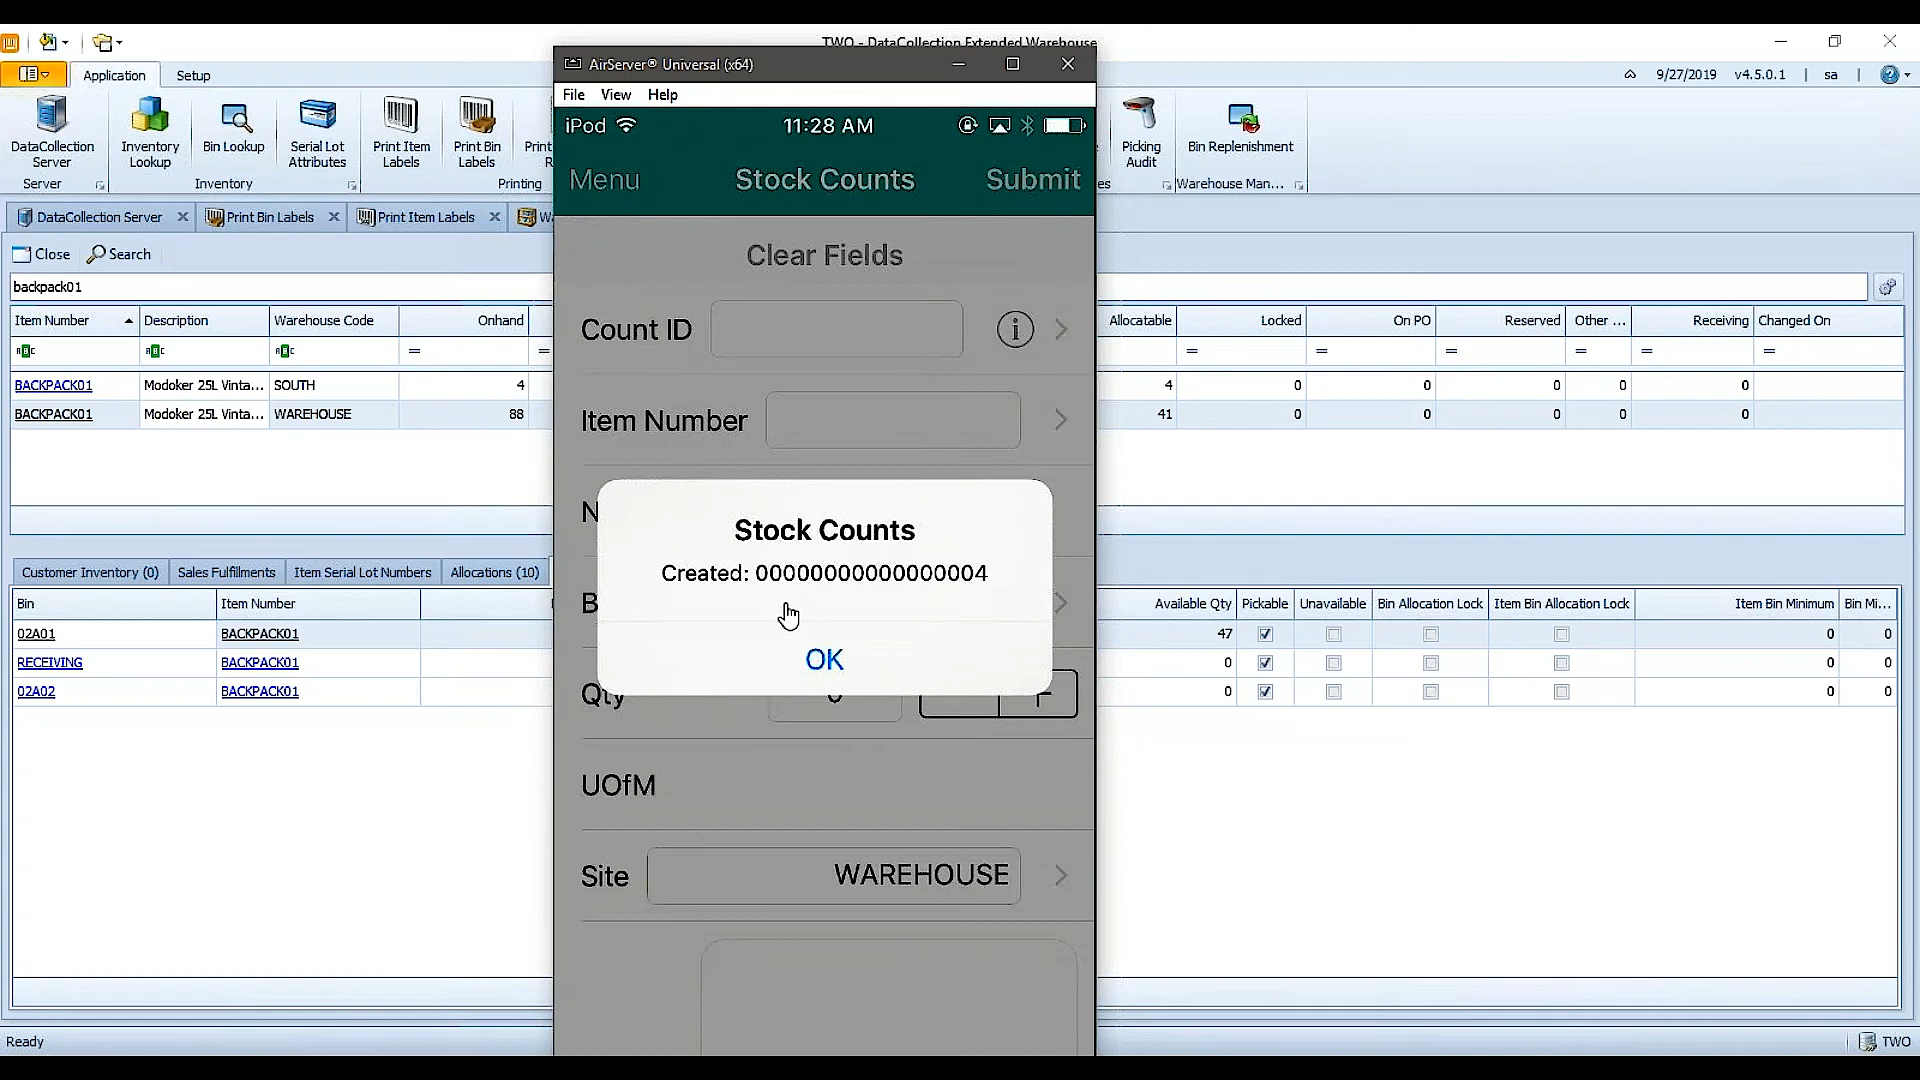 TWO - DataCollection Extended Warehouse
AirServer® Universal (x64)
Application
Setup
9/27/2019
v4.5.0.1
sa
File View Help
iPod
11:28 AM
DataCollection Server
Inventory Lookup
Bin Lookup
Serial Lot Attributes
Print Item Labels
Print Bin Labels
Print
Picking Audit
Bin Replenishment
Server
Inventory
Printing
es
Warehouse Man...
Menu
Stock Counts
Submit
DataCollection Server
Print Bin Labels
Print Item Labels
Close
Search
Clear Fields
backpack01
Item Number Description Warehouse Code Onhand Allocatable Locked On PO Reserved Other ... Receiving Changed On
BACKPACK01 Modoker 25L Vinta... SOUTH 4 4 0 0 0 0 0
BACKPACK01 Modoker 25L Vinta... WAREHOUSE 88 41 0 0 0 0 0
Count ID
Item Number
Stock Counts
Created: 00000000000000004
OK
Customer Inventory (0)
Sales Fulfillments
Item Serial Lot Numbers
Allocations (10)
Bin Item Number Available Qty Pickable Unavailable Bin Allocation Lock Item Bin Allocation Lock Item Bin Minimum Bin Mi...
02A01 BACKPACK01 47 0 0
RECEIVING BACKPACK01 0 0 0
02A02 BACKPACK01 0 0 0
Qty
UOfM
Site
WAREHOUSE
Ready
TWO